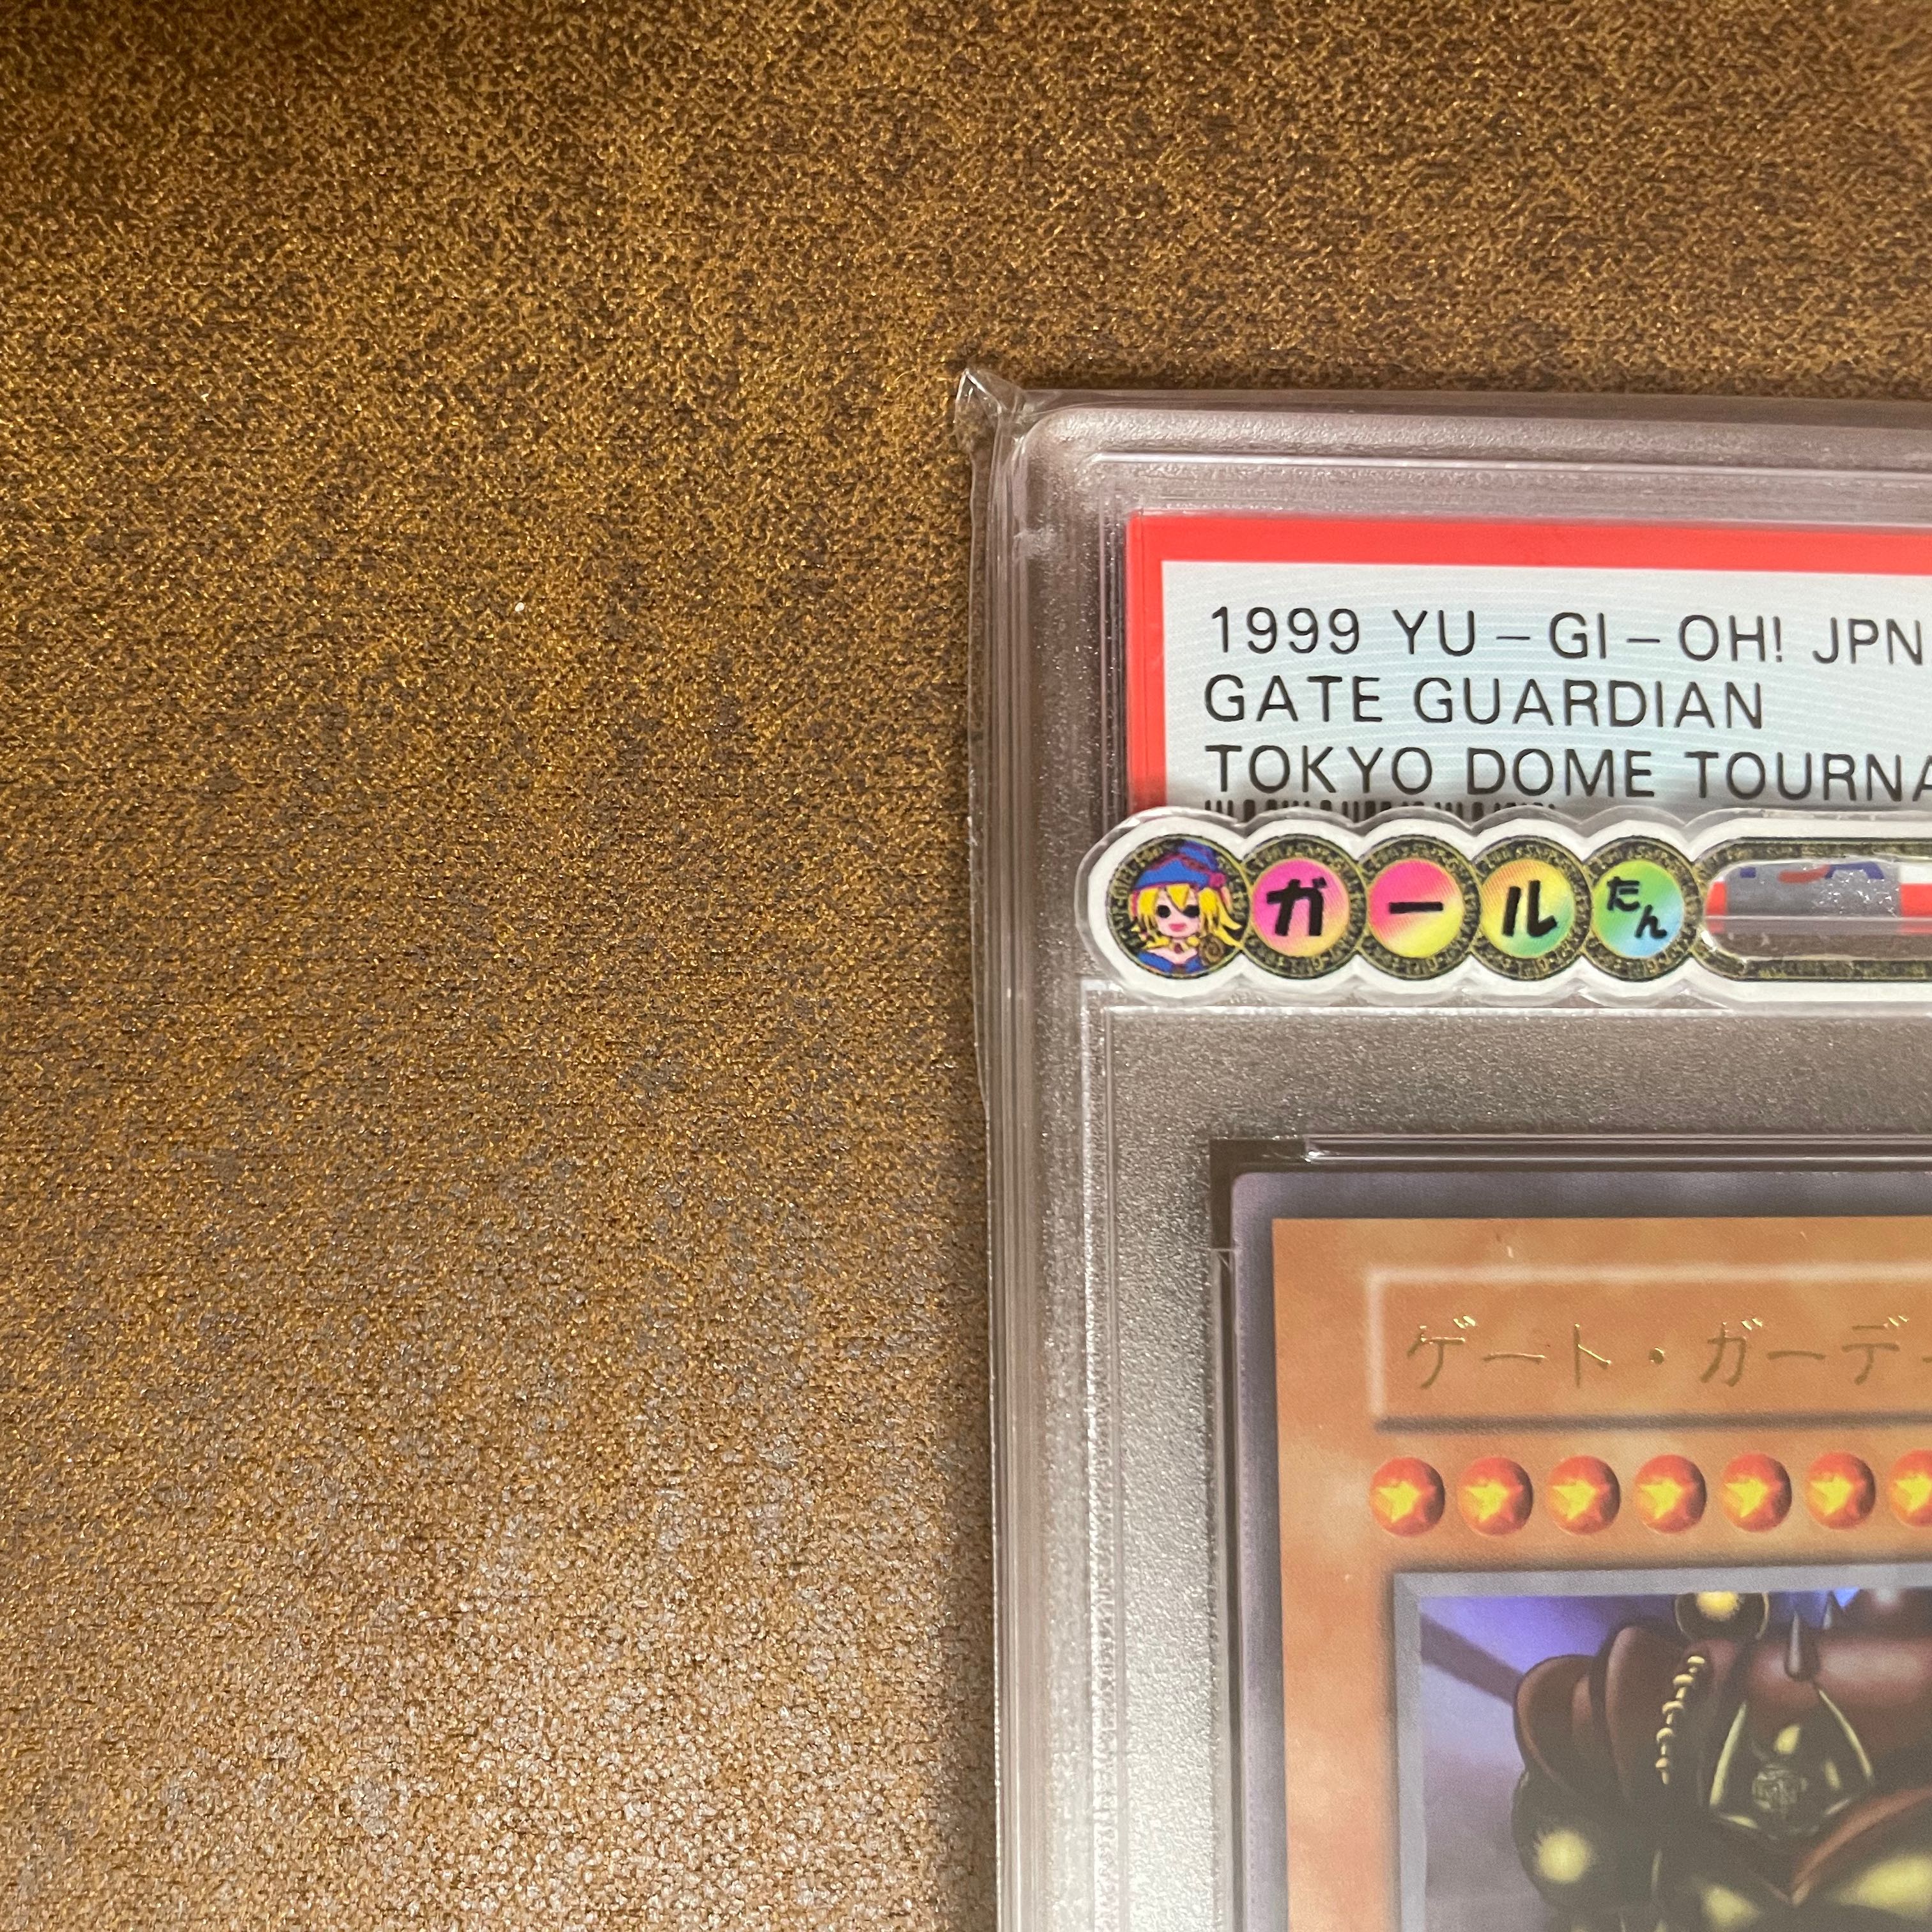 1999 YU-GI-OH! JPN
GATE GUARDIAN
TOKYO DOME TOURNA
ガールたん
ゲート・ガーデ